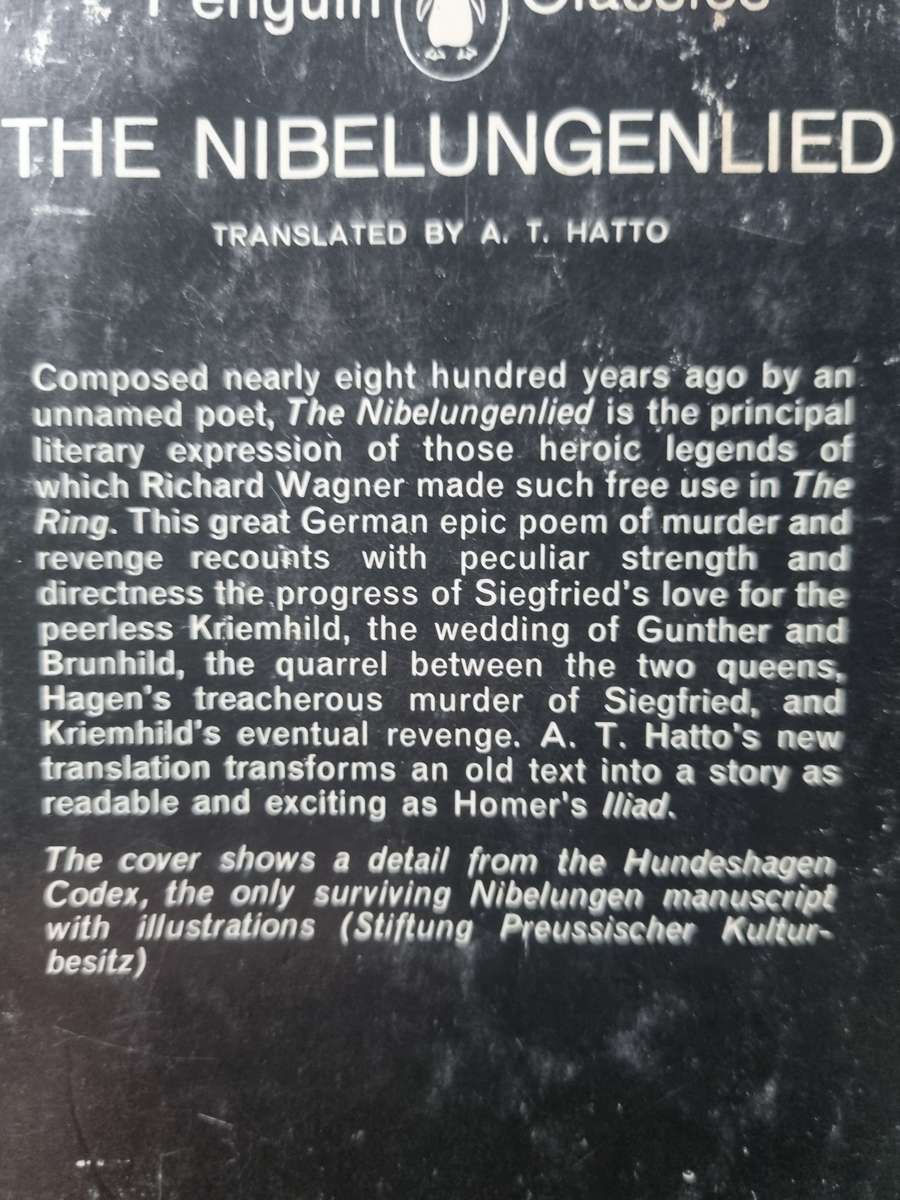 Penguin Classics
THE NIBELUNGENLIED
TRANSLATED BY A. T. HATTO
Composed nearly eight hundred years ago by an
unnamed poet, The Nibelungenlied is the principal
literary expression of those heroic legends of
which Richard Wagner made such free use in The
Ring. This great German epic poem of murder and
revenge recounts with peculiar strength and
directness the progress of Siegfried's love for the
peerless Kriemhild, the wedding of Gunther and
Brunhild, the quarrel between the two queens,
Hagen's treacherous murder of Siegfried, and
Kriemhild's eventual revenge. A. T. Hatto's new
translation transforms an old text into a story as
readable and exciting as Homer's Iliad.
The cover shows a detail from the Hundeshagen
Codex, the only surviving Nibelungen manuscript
with illustrations (Stiftung Preussischer Kultur-
besitz)